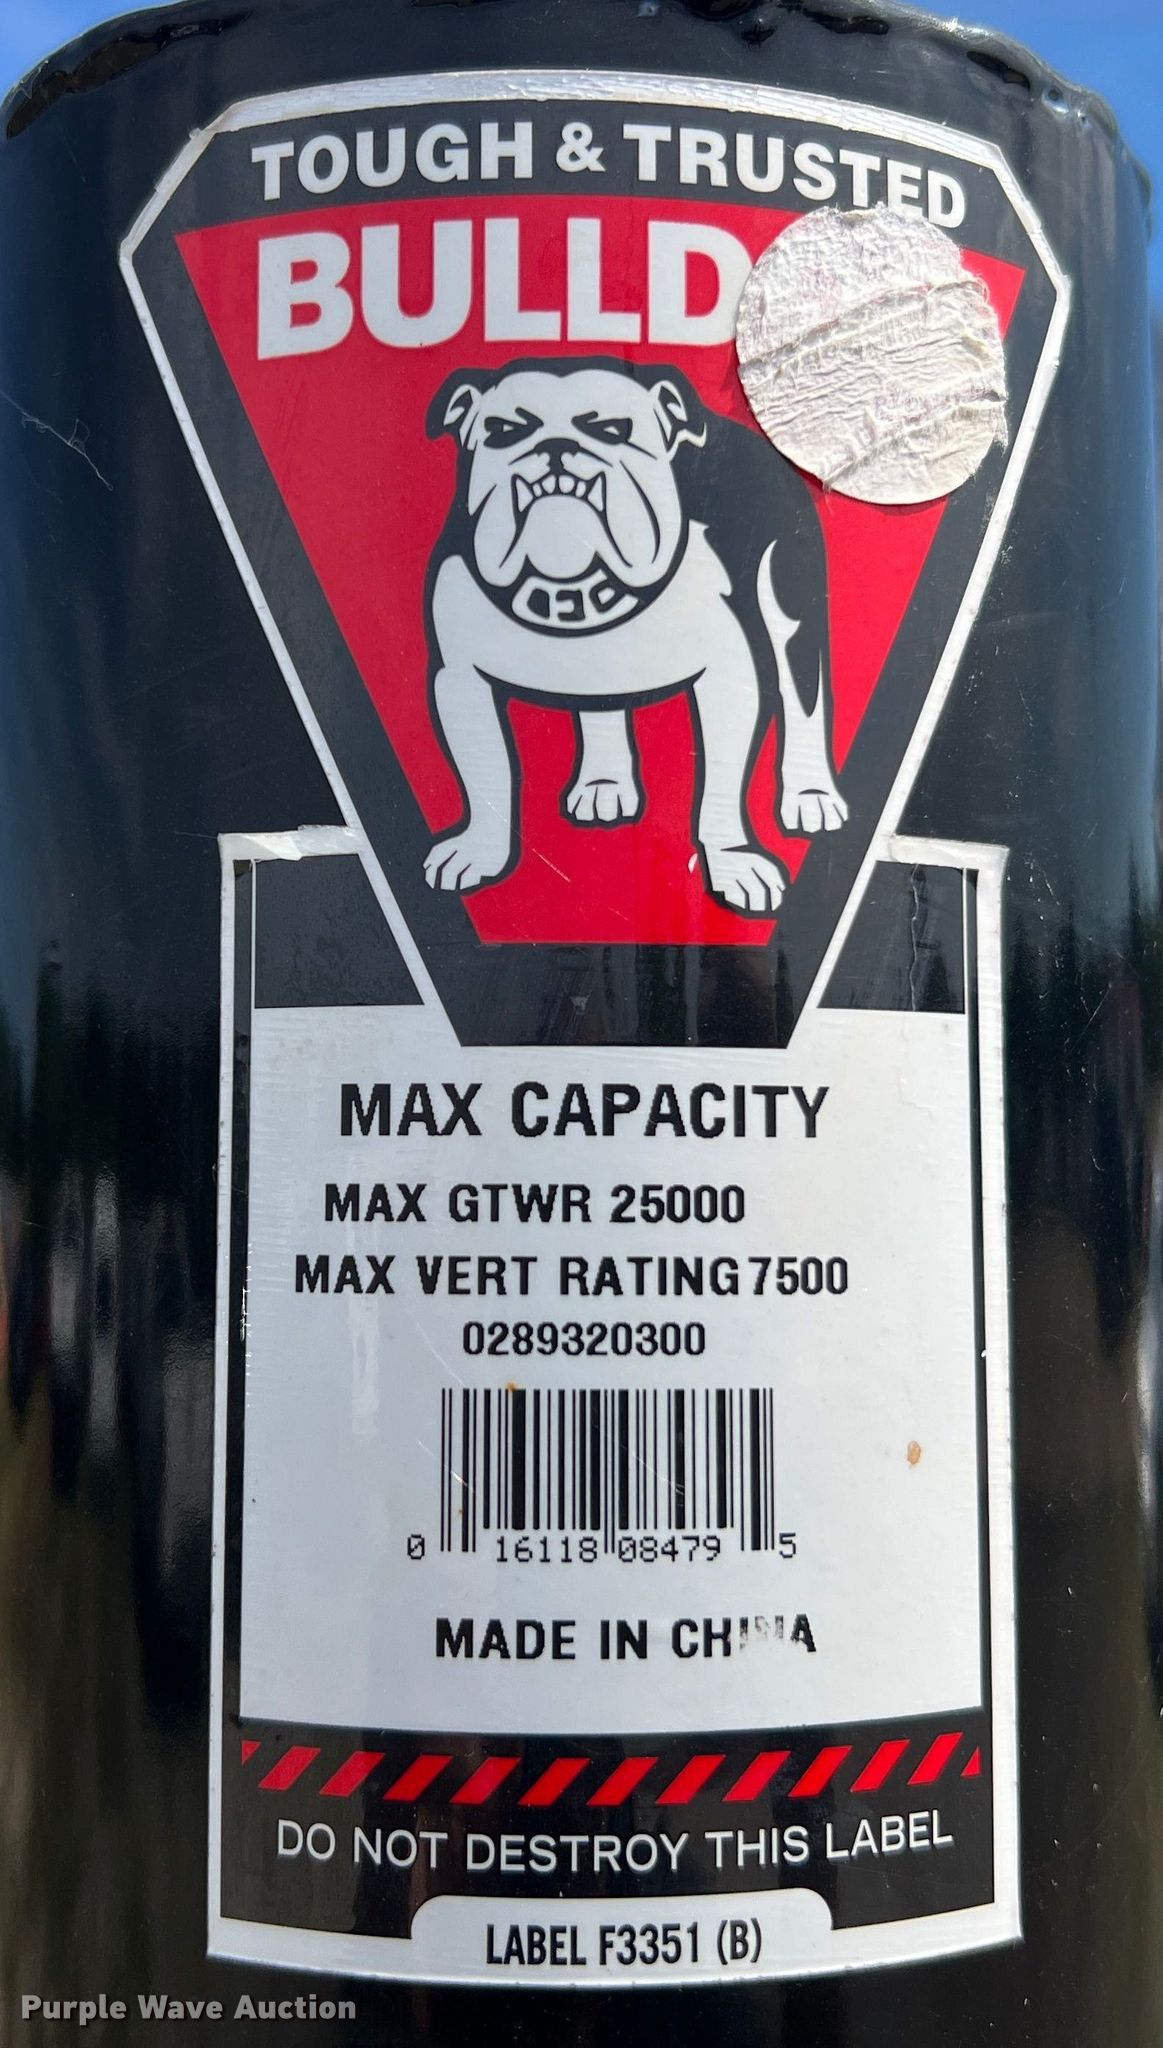 TOUGH & TRUSTED
BULLD
MAX CAPACITY
MAX GTWR 25000
MAX VERT RATING 7500
0289320300
0 16118 08479 5
MADE IN CHINA
DO NOT DESTROY THIS LABEL
LABEL F3351 (B)
Purple Wave Auction